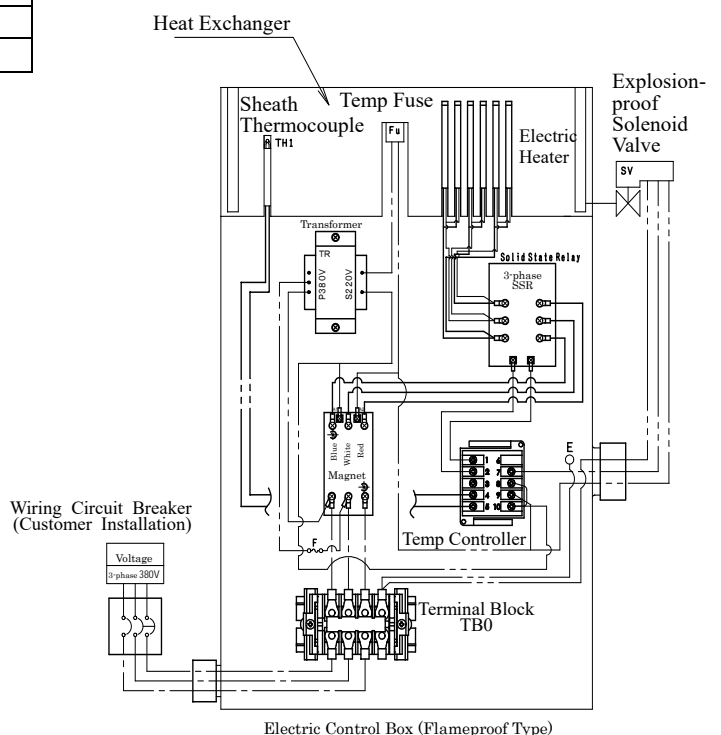 Heat Exchanger
Explosion-
proof
Solenoid
Valve
Sheath
Thermocouple
Temp Fuse
Fu
TH1
Electric
Heater
SV
Transformer
TR
P380V
S220V
Solid State Relay
3-phase
SSR
Blue
White
Red
Magnet
E
1 6
2 7
3 8
4 9
5 10
Temp Controller
F
Wiring Circuit Breaker
(Customer Installation)
Voltage
3-phase 380V
Terminal Block
TB0
Electric Control Box (Flameproof Type)